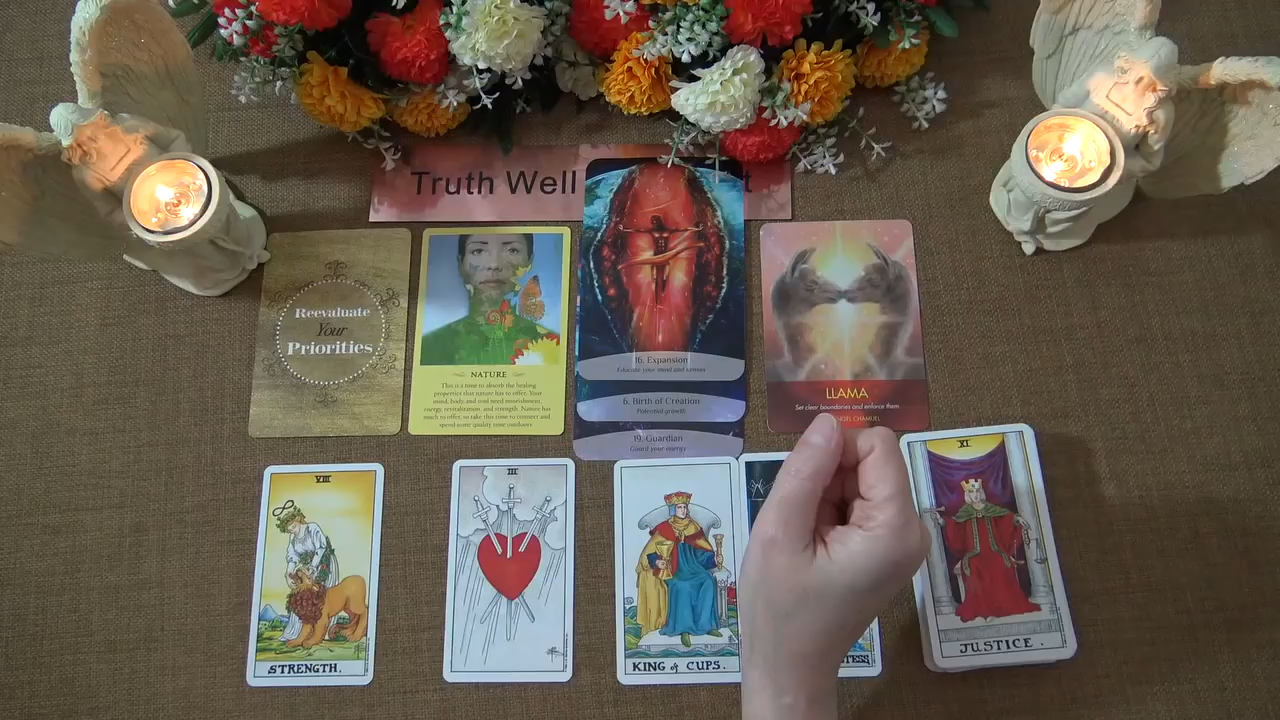 Truth Well
Reevaluate
Your
Priorities
NATURE
This is a time to absorb the healing
properties that nature has to offer. Your
mind, body, and soul need nourishment,
energy, revitalization, and strength. Nature has
much to offer, so take this time to connect and
spend some quality time outdoors.
16. Expansion
Educate your mind and senses
6. Birth of Creation
Potential growth
19. Guardian
Guard your energy
LLAMA
Set clear boundaries and enforce them
CHAMUEL
VIII
STRENGTH.
III
KING of CUPS.
XI
JUSTICE.